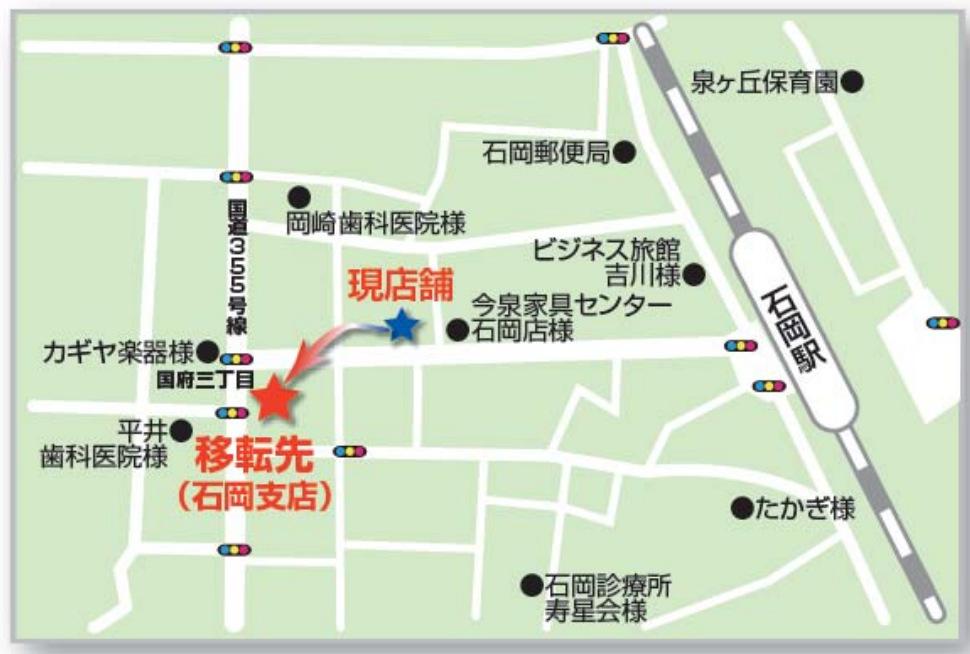 泉ヶ丘保育園
石岡郵便局
国道355号線
岡崎歯科医院様
ビジネス旅館
吉川様
現店舗
今泉家具センター
石岡店様
石岡駅
カギヤ楽器様
国府三丁目
平井
歯科医院様
移転先
(石岡支店)
たかぎ様
石岡診療所
寿星会様